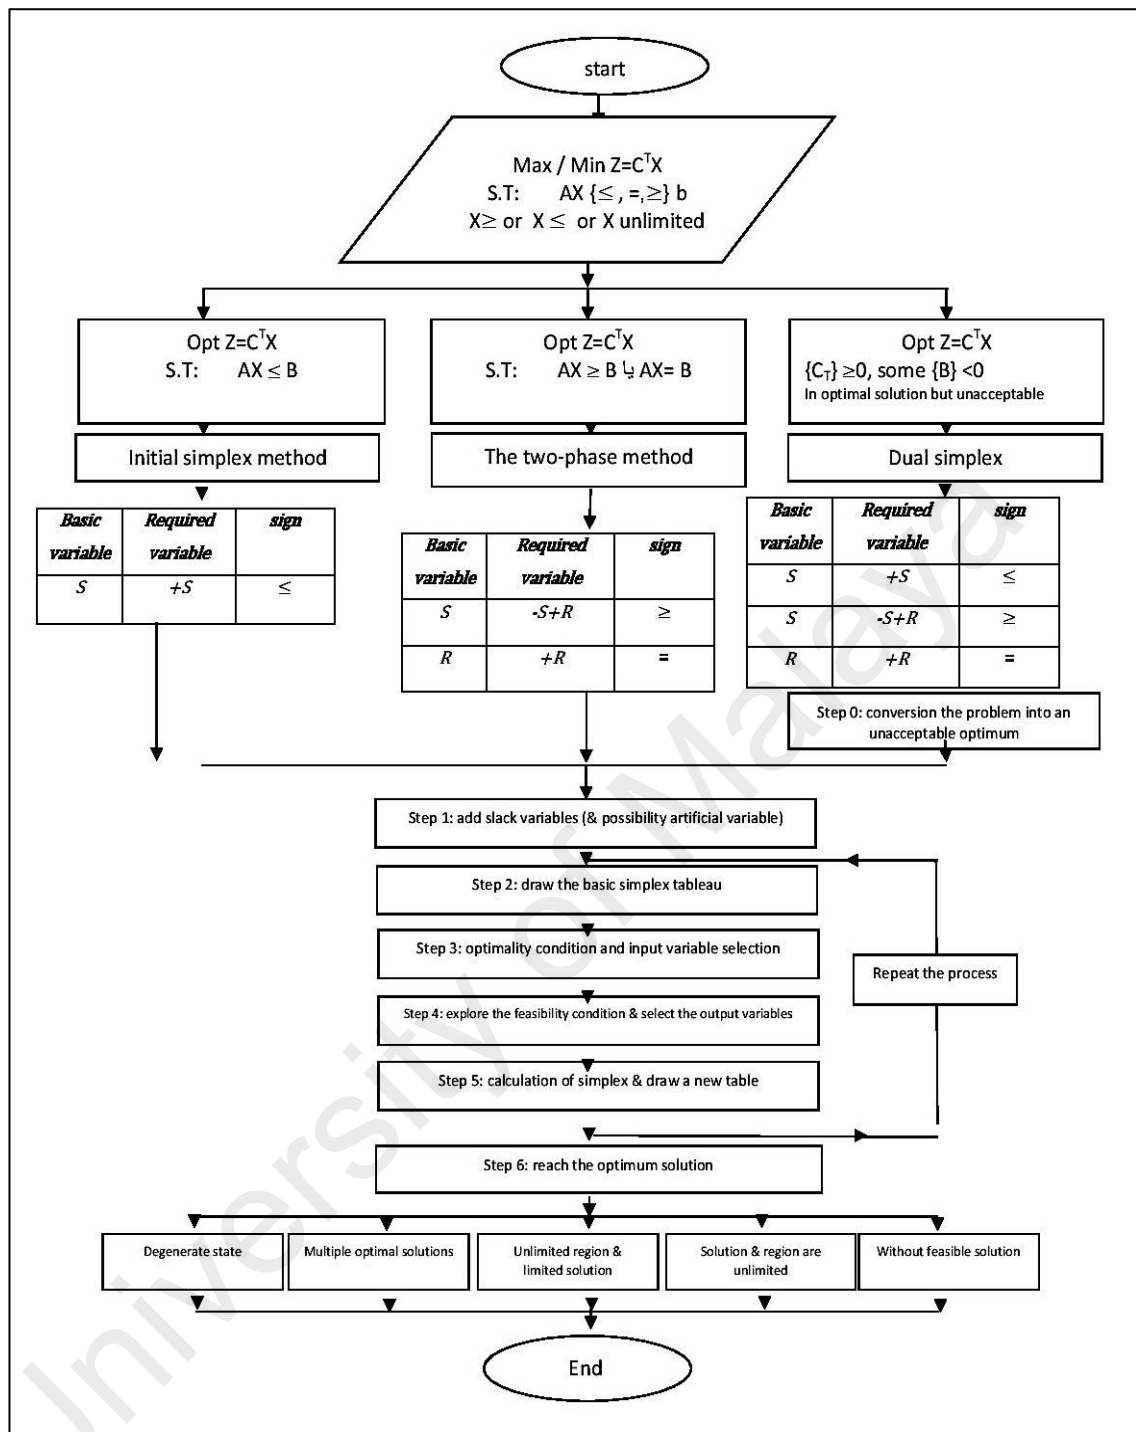 start
Max / Min Z=CᵀX
S.T: AX {≤ , =, ≥} b
X≥ or X ≤ or X unlimited
Opt Z=CᵀX
S.T: AX ≤ B
Initial simplex method
Basic variable Required variable sign
S +S ≤
Opt Z=CᵀX
S.T: AX ≥ B یا AX= B
The two-phase method
Basic variable Required variable sign
S -S+R ≥
R +R =
Opt Z=CᵀX
{C_T} ≥0, some {B} <0
In optimal solution but unacceptable
Dual simplex
Basic variable Required variable sign
S +S ≤
S -S+R ≥
R +R =
Step 0: conversion the problem into an
unacceptable optimum
Step 1: add slack variables (& possibility artificial variable)
Step 2: draw the basic simplex tableau
Step 3: optimality condition and input variable selection
Step 4: explore the feasibility condition & select the output variables
Step 5: calculation of simplex & draw a new table
Repeat the process
Step 6: reach the optimum solution
Degenerate state
Multiple optimal solutions
Unlimited region &
limited solution
Solution & region are
unlimited
Without feasible solution
End
University of Malaya